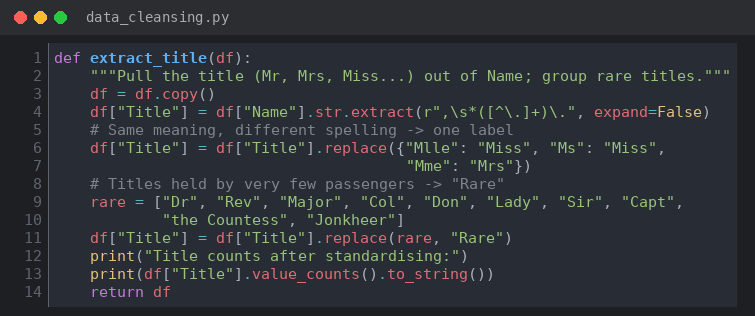 data_cleansing.py
1 def extract_title(df):
2     """Pull the title (Mr, Mrs, Miss...) out of Name; group rare titles."""
3     df = df.copy()
4     df["Title"] = df["Name"].str.extract(r",\s*([^\.]+)\.", expand=False)
5     # Same meaning, different spelling -> one label
6     df["Title"] = df["Title"].replace({"Mlle": "Miss", "Ms": "Miss",
7                                        "Mme": "Mrs"})
8     # Titles held by very few passengers -> "Rare"
9     rare = ["Dr", "Rev", "Major", "Col", "Don", "Lady", "Sir", "Capt",
10             "the Countess", "Jonkheer"]
11     df["Title"] = df["Title"].replace(rare, "Rare")
12     print("Title counts after standardising:")
13     print(df["Title"].value_counts().to_string())
14     return df